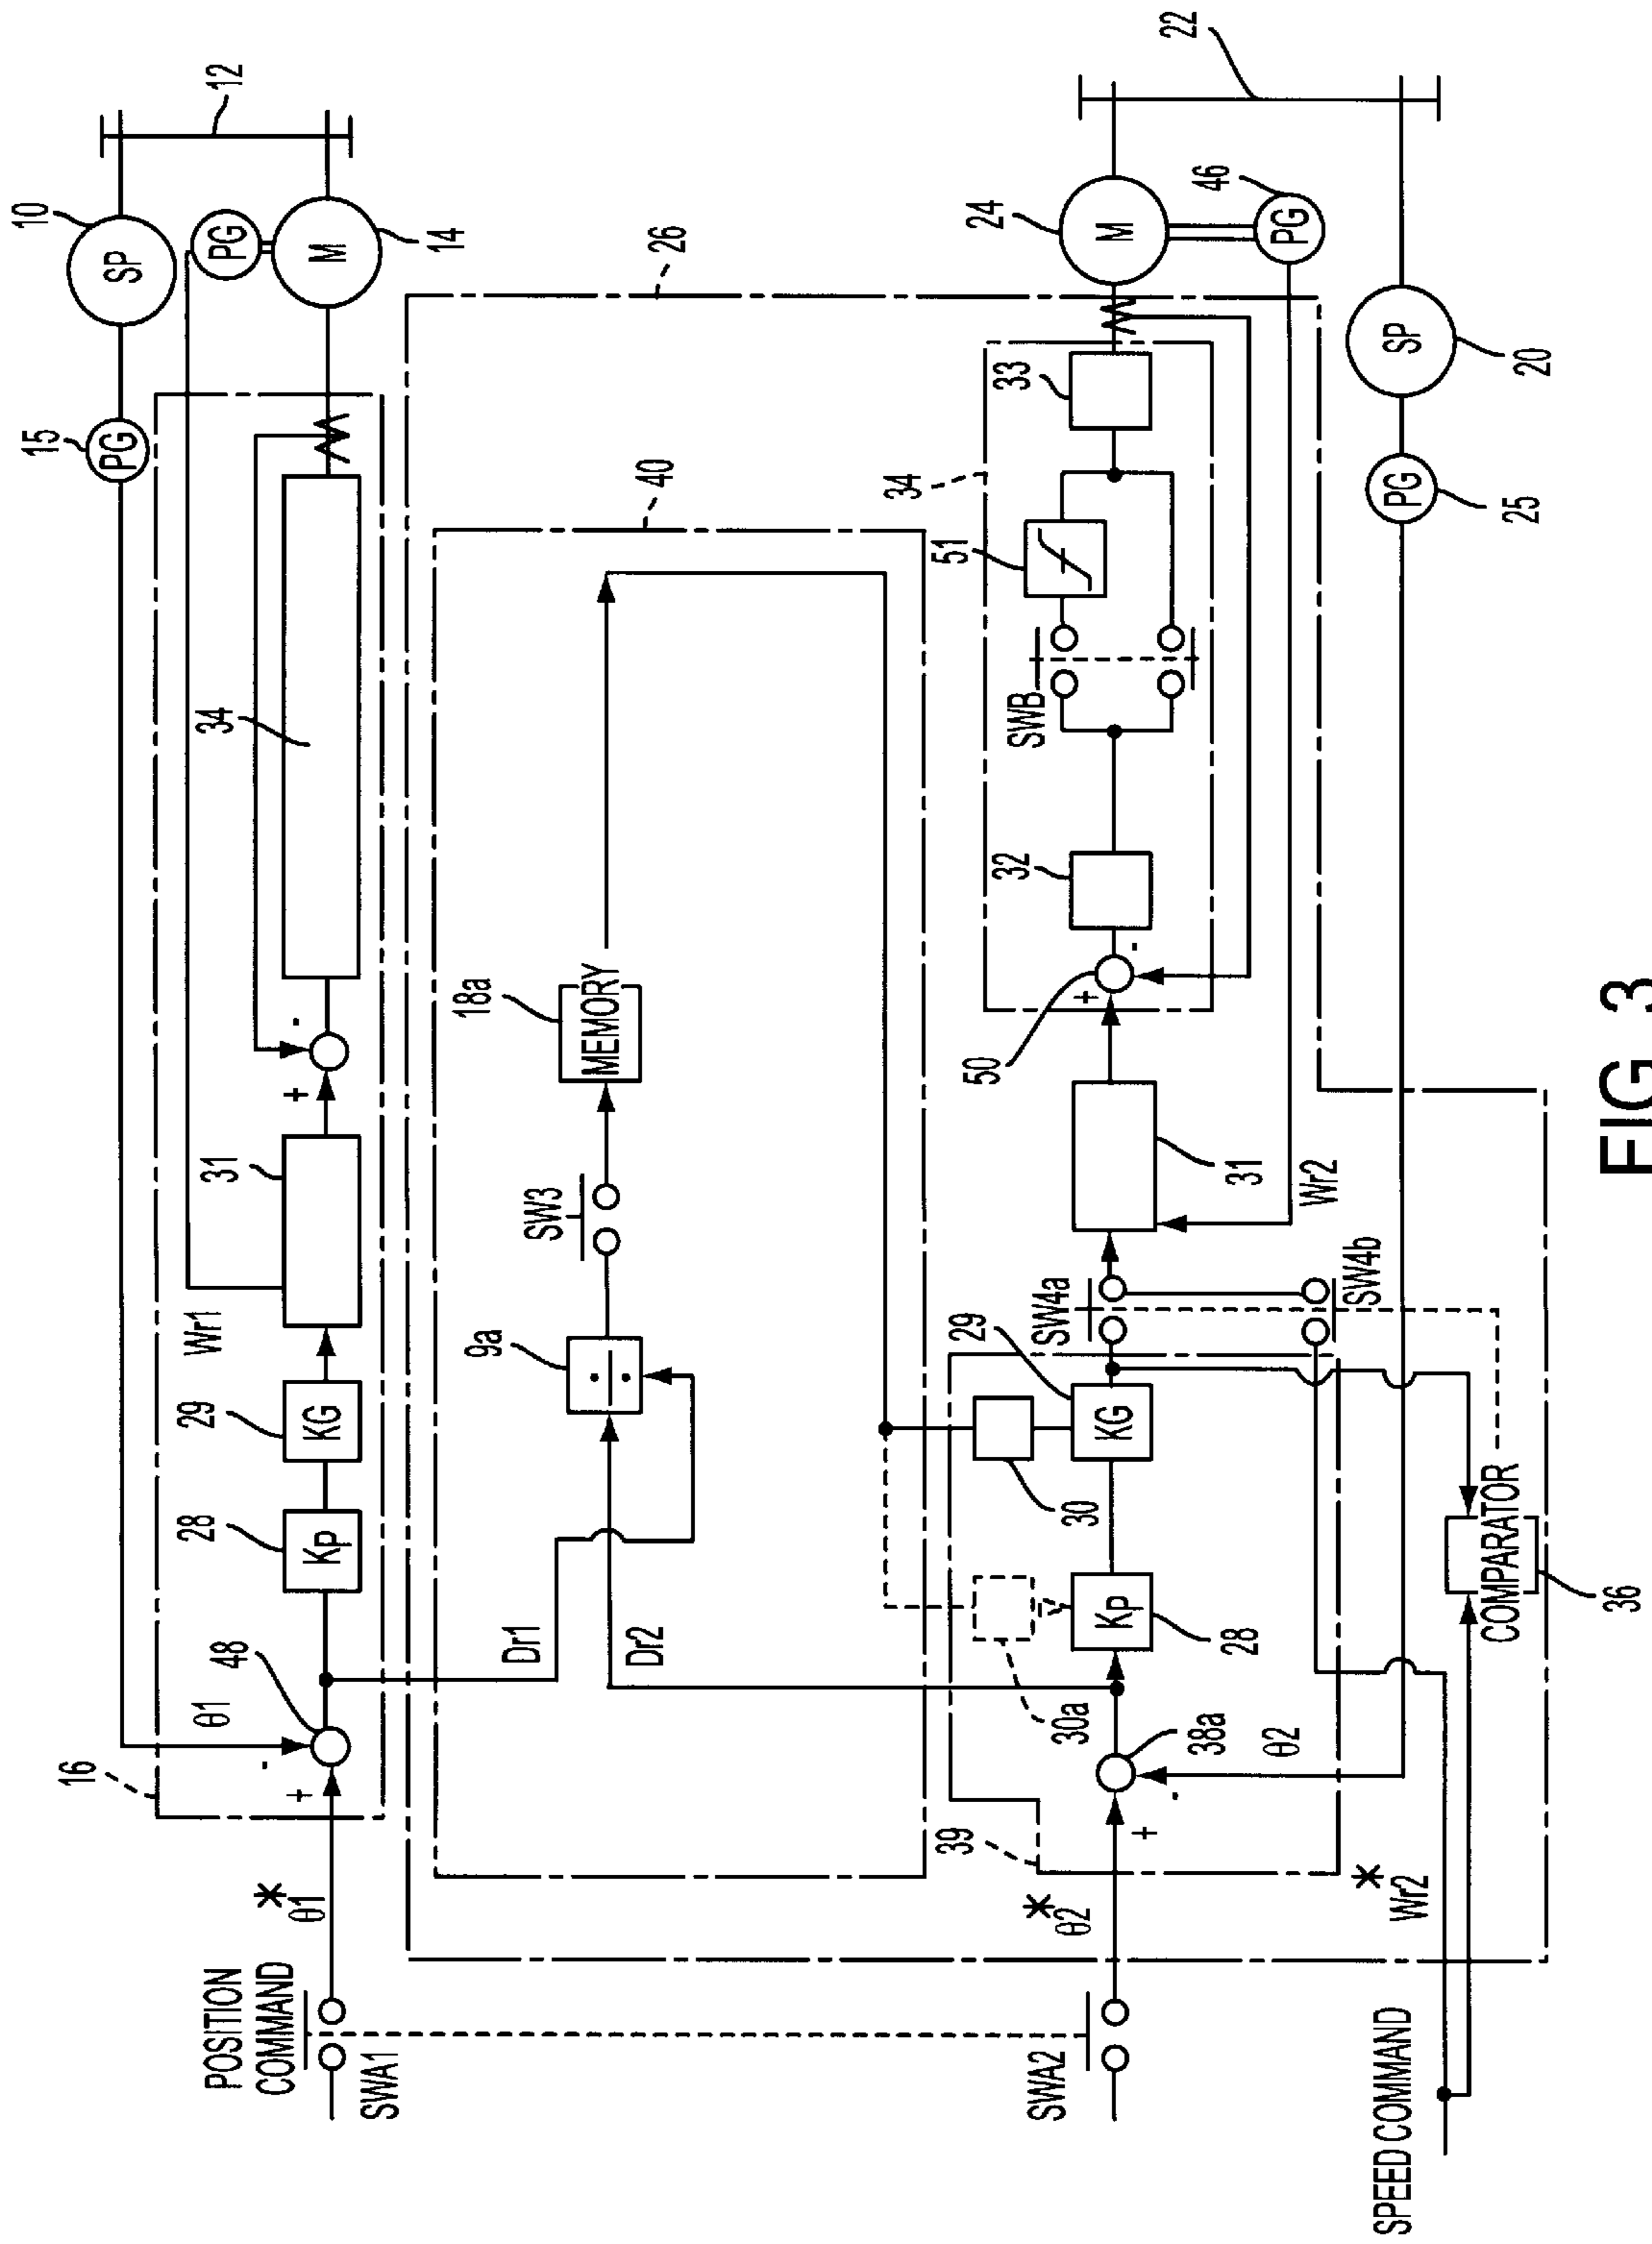 10
SP
12
15
PG
PG
M
14
16
θ1
48
28
Kp
29
KG
Wr1
31
34
+
-
+
-
POSITION
COMMAND
*
θ1
SWA1
26
40
Dr1
Dr2
9a
SW3
18a
MEMORY
SWA2
*
θ2
39
+
-
38a
θ2
30a
Kp
28
30
29
KG
SW4a
SW4b
31
Wr2
50
+
-
32
34
SWB
51
33
24
M
46
PG
22
SP
20
PG
25
SPEED COMMAND
*
Wr2
COMPARATOR
36
FIG 3